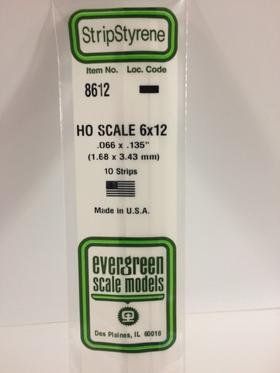 StripStyrene
Item No. Loc. Code
8612
HO SCALE 6x12
.066 x .135"
(1.68 x 3.43 mm)
10 Strips
Made in U.S.A.
evergreen
scale models
Des Plaines, IL 60018